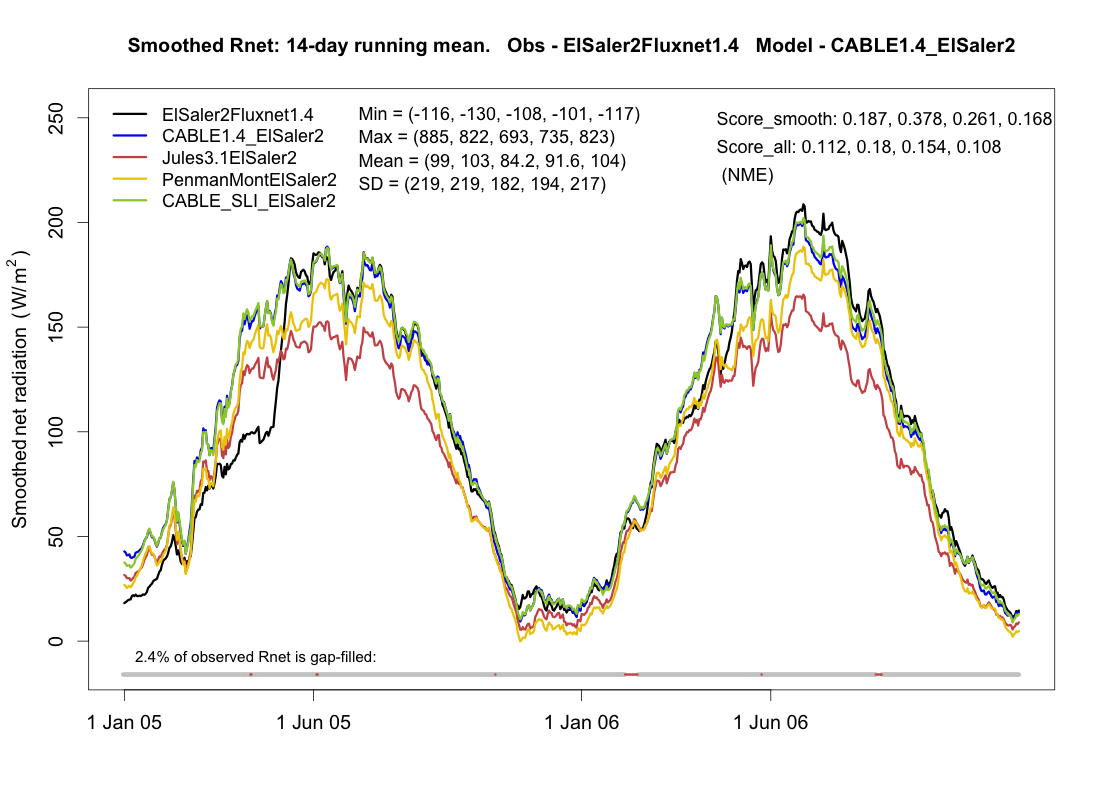 Smoothed Rnet: 14-day running mean.   Obs - ElSaler2Fluxnet1.4   Model - CABLE1.4_ElSaler2
ElSaler2Fluxnet1.4
CABLE1.4_ElSaler2
Jules3.1ElSaler2
PenmanMontElSaler2
CABLE_SLI_ElSaler2
Min = (-116, -130, -108, -101, -117)
Max = (885, 822, 693, 735, 823)
Mean = (99, 103, 84.2, 91.6, 104)
SD = (219, 219, 182, 194, 217)
Score_smooth: 0.187, 0.378, 0.261, 0.168
Score_all: 0.112, 0.18, 0.154, 0.108
(NME)
Smoothed net radiation (W/m²)
250
200
150
100
50
0
2.4% of observed Rnet is gap-filled:
1 Jan 05
1 Jun 05
1 Jan 06
1 Jun 06